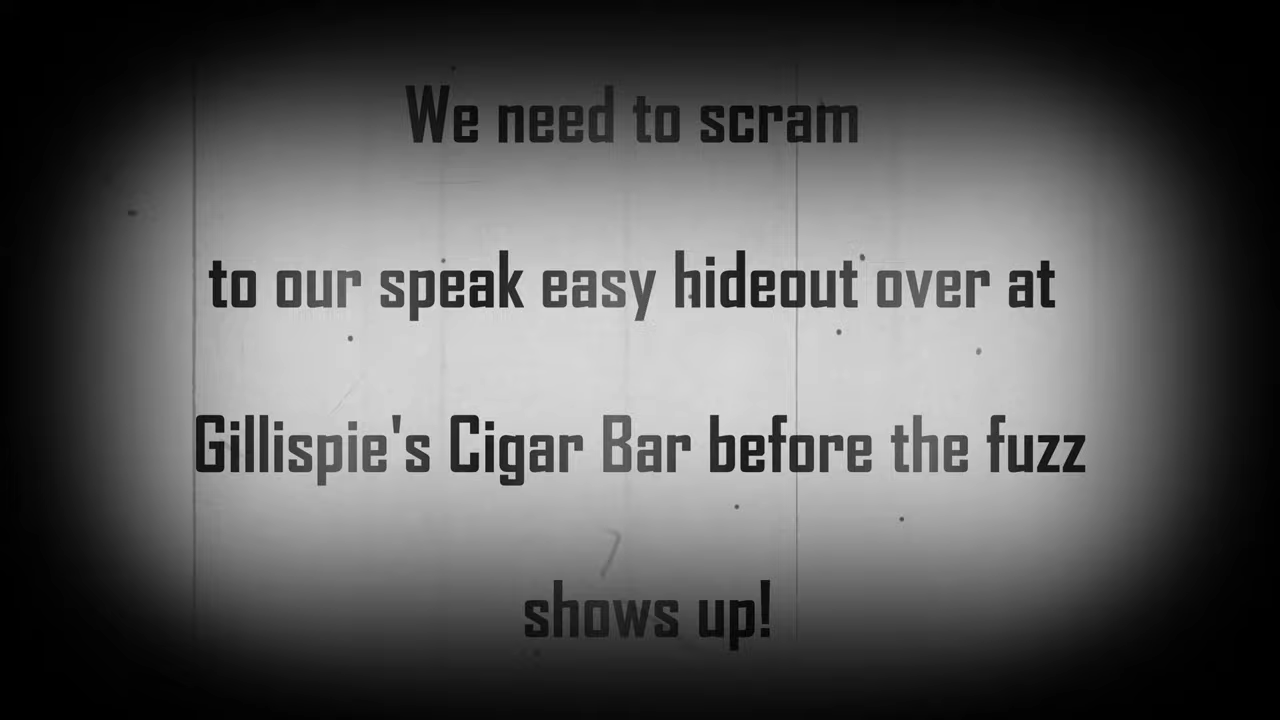 We need to scram
to our speak easy hideout over at
Gillispie's Cigar Bar before the fuzz
shows up!